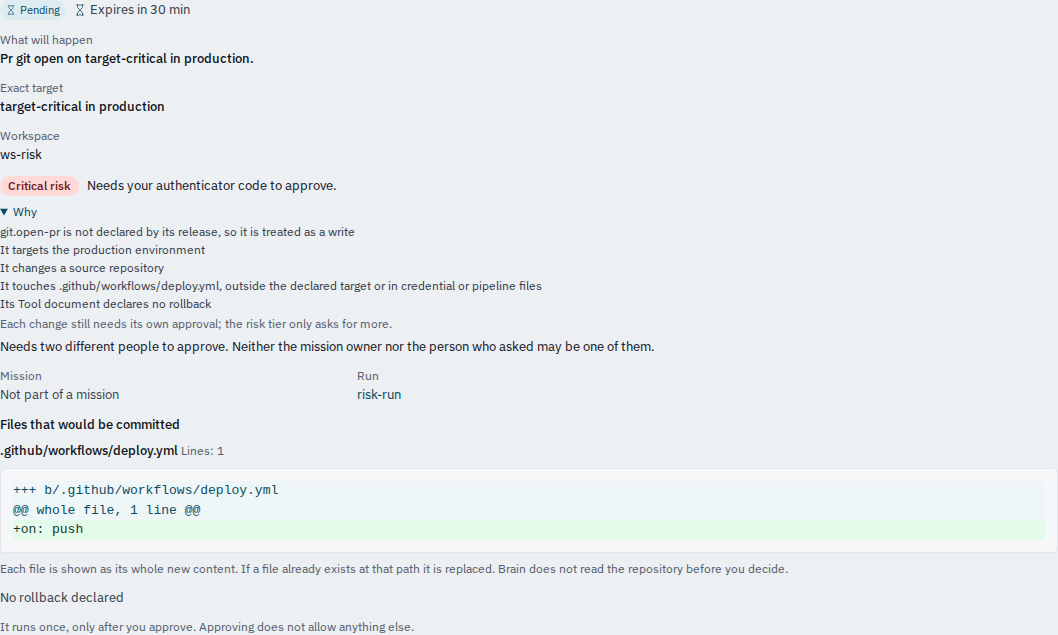 Pending Expires in 30 min
What will happen
Pr git open on target-critical in production.
Exact target
target-critical in production
Workspace
ws-risk
Critical risk Needs your authenticator code to approve.
▼ Why
git.open-pr is not declared by its release, so it is treated as a write
It targets the production environment
It changes a source repository
It touches .github/workflows/deploy.yml, outside the declared target or in credential or pipeline files
Its Tool document declares no rollback
Each change still needs its own approval; the risk tier only asks for more.
Needs two different people to approve. Neither the mission owner nor the person who asked may be one of them.
Mission Run
Not part of a mission risk-run
Files that would be committed
.github/workflows/deploy.yml Lines: 1
+++ b/.github/workflows/deploy.yml
@@ whole file, 1 line @@
+on: push
Each file is shown as its whole new content. If a file already exists at that path it is replaced. Brain does not read the repository before you decide.
No rollback declared
It runs once, only after you approve. Approving does not allow anything else.